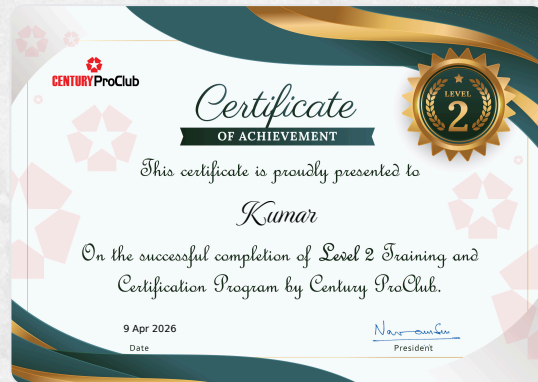 CENTURY ProClub
LEVEL
2
Certificate
OF ACHIEVEMENT
This certificate is proudly presented to
Kumar
On the successful completion of Level 2 Training and
Certification Program by Century ProClub.
9 Apr 2026
Date
President